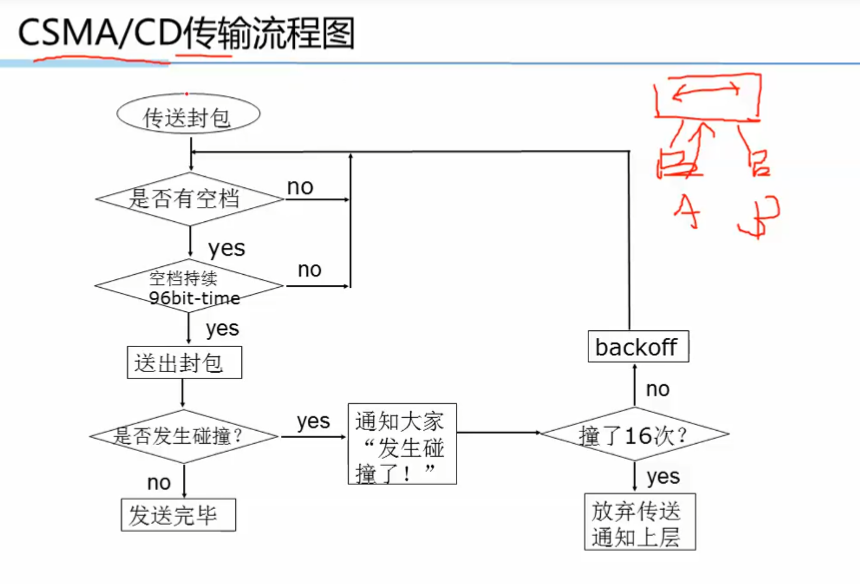 CSMA/CD传输流程图
传送封包
是否有空档
no
yes
空档持续
96bit-time
no
yes
送出封包
是否发生碰撞?
yes
通知大家
“发生碰
撞了!”
撞了16次?
no
backoff
yes
放弃传送
通知上层
no
发送完毕
A
B